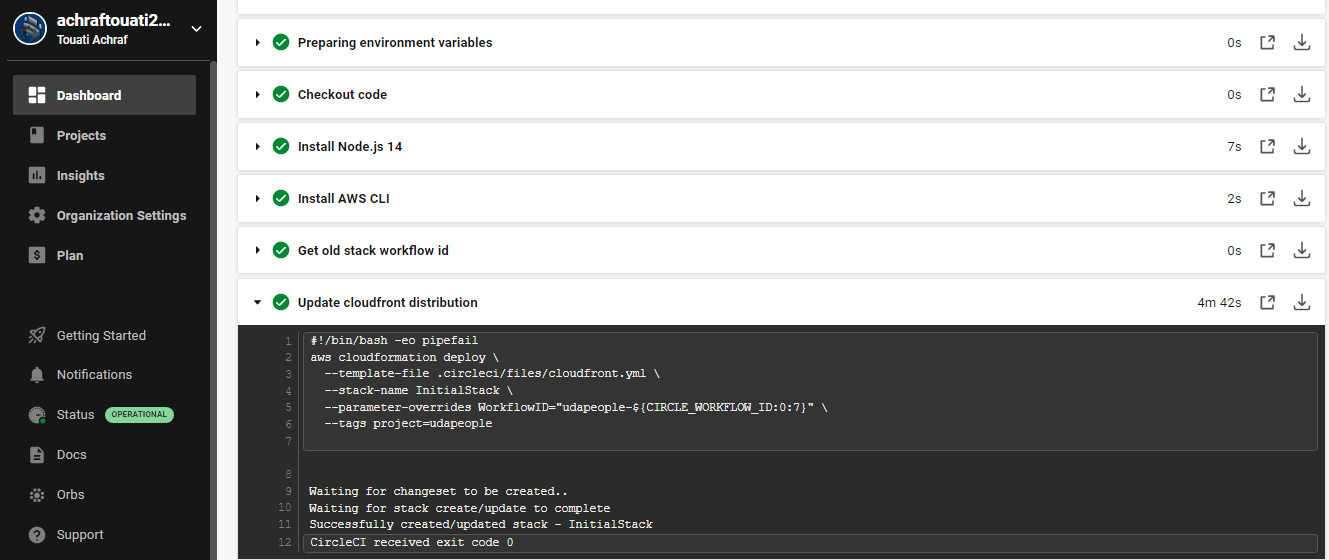 achraftouati2...
Touati Achraf
Dashboard
Projects
Insights
Organization Settings
Plan
Getting Started
Notifications
Status OPERATIONAL
Docs
Orbs
Support
Preparing environment variables 0s
Checkout code 0s
Install Node.js 14 7s
Install AWS CLI 2s
Get old stack workflow id 0s
Update cloudfront distribution 4m 42s
1 #!/bin/bash -eo pipefail
2 aws cloudformation deploy \
3 --template-file .circleci/files/cloudfront.yml \
4 --stack-name InitialStack \
5 --parameter-overrides WorkflowID="udapeople-${CIRCLE_WORKFLOW_ID:0:7}" \
6 --tags project=udapeople
7
8
9 Waiting for changeset to be created..
10 Waiting for stack create/update to complete
11 Successfully created/updated stack - InitialStack
12 CircleCI received exit code 0